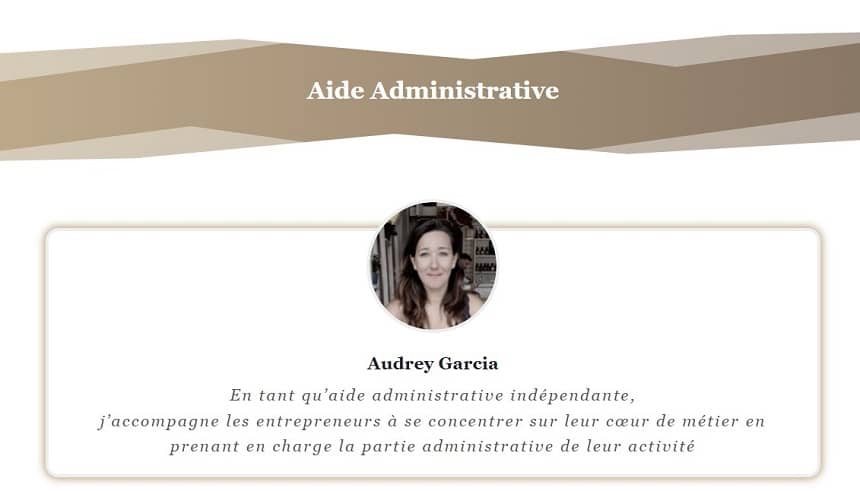 Aide Administrative
Audrey Garcia
En tant qu’aide administrative indépendante,
j’accompagne les entrepreneurs à se concentrer sur leur cœur de métier en
prenant en charge la partie administrative de leur activité